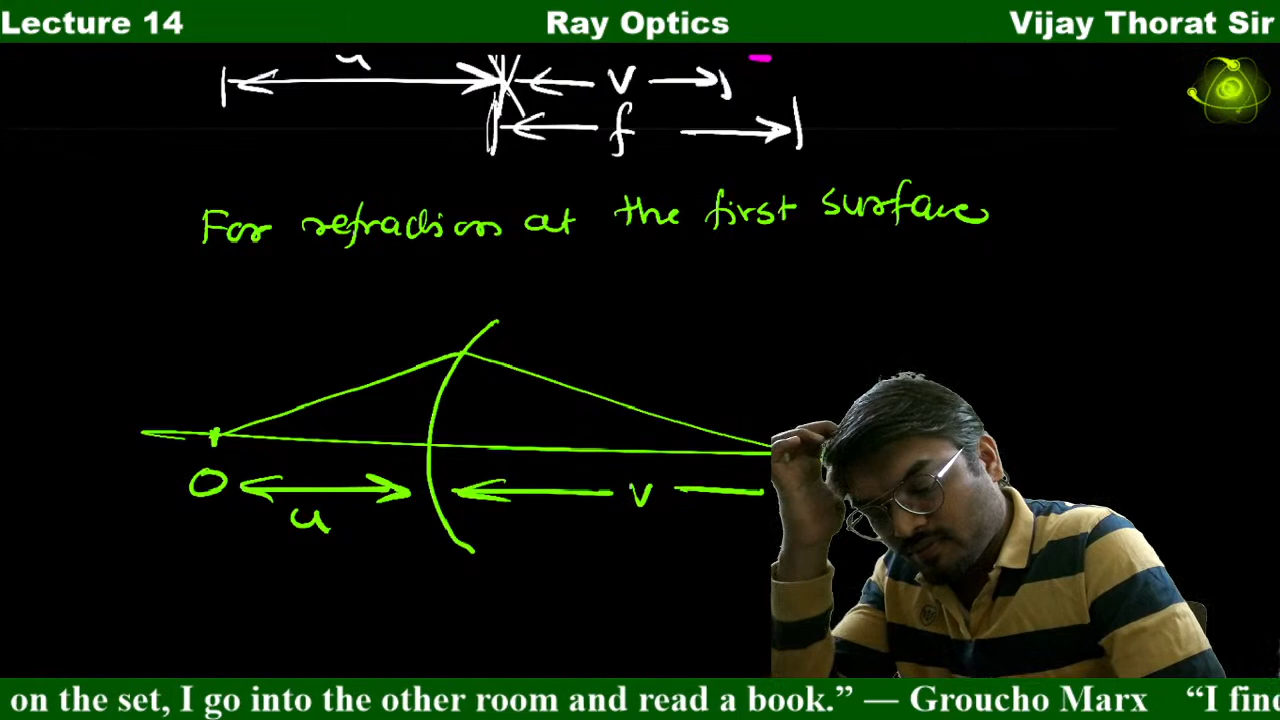 Lecture 14 Ray Optics Vijay Thorat Sir
u v
f
For refraction at the first surface
O u v
on the set, I go into the other room and read a book.” — Groucho Marx “I find